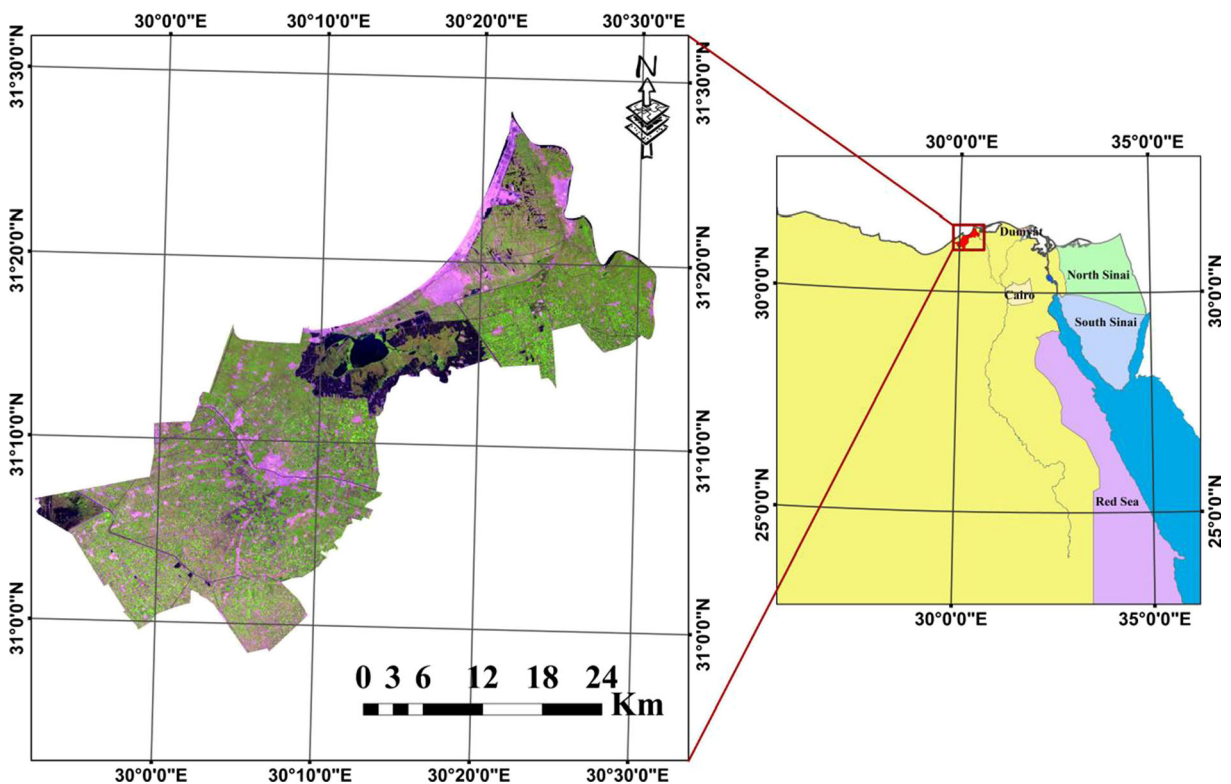 30°0'0"E 30°10'0"E 30°20'0"E 30°30'0"E
31°30'0"N
31°20'0"N
31°10'0"N
31°0'0"N
N
31°30'0"N
31°20'0"N
31°10'0"N
31°0'0"N
0 3 6 12 18 24
Km
30°0'0"E 30°10'0"E 30°20'0"E 30°30'0"E
30°0'0"E 35°0'0"E
30°0'0"N
25°0'0"N
Dumyat
North Sinai
Cairo
South Sinai
Red Sea
30°0'0"N
25°0'0"N
30°0'0"E 35°0'0"E